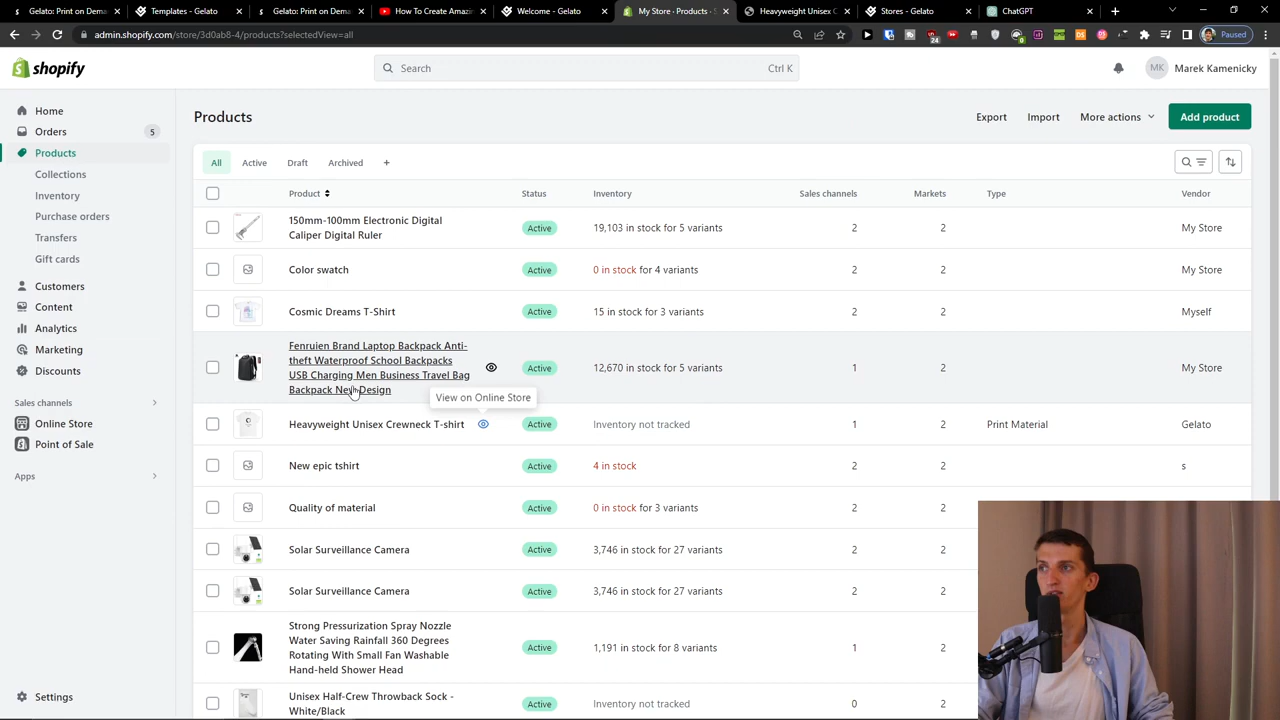 Gelato: Print on Dema
Templates - Gelato
Gelato: Print on Dema
How To Create Amazin
Welcome - Gelato
My Store · Products · S
Heavyweight Unisex C
Stores - Gelato
ChatGPT
admin.shopify.com/store/3d0ab8-4/products?selectedView=all
24
Paused
shopify
Search
Ctrl K
MK
Marek Kamenicky
Home
Orders
5
Products
Collections
Inventory
Purchase orders
Transfers
Gift cards
Customers
Content
Analytics
Marketing
Discounts
Sales channels
Online Store
Point of Sale
Apps
Settings
Products
Export
Import
More actions
Add product
All
Active
Draft
Archived
+
Product
Status
Inventory
Sales channels
Markets
Type
Vendor
150mm-100mm Electronic Digital
Caliper Digital Ruler
Active
19,103 in stock for 5 variants
2
2
My Store
Color swatch
Active
0 in stock for 4 variants
2
2
My Store
Cosmic Dreams T-Shirt
Active
15 in stock for 3 variants
2
2
Myself
Fenruien Brand Laptop Backpack Anti-
theft Waterproof School Backpacks
USB Charging Men Business Travel Bag
Backpack New Design
Active
12,670 in stock for 5 variants
1
2
My Store
View on Online Store
Heavyweight Unisex Crewneck T-shirt
Active
Inventory not tracked
1
2
Print Material
Gelato
New epic tshirt
Active
4 in stock
2
2
s
Quality of material
Active
0 in stock for 3 variants
2
2
Solar Surveillance Camera
Active
3,746 in stock for 27 variants
2
2
Solar Surveillance Camera
Active
3,746 in stock for 27 variants
2
2
Strong Pressurization Spray Nozzle
Water Saving Rainfall 360 Degrees
Rotating With Small Fan Washable
Hand-held Shower Head
Active
1,191 in stock for 8 variants
1
2
Unisex Half-Crew Throwback Sock -
White/Black
Active
Inventory not tracked
0
2